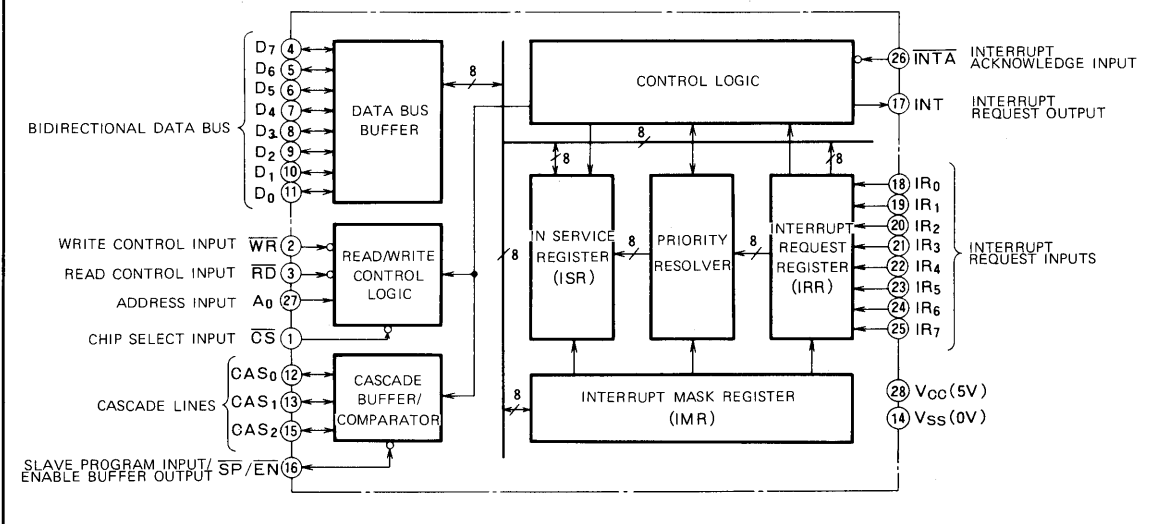 BIDIRECTIONAL DATA BUS
D7 4
D6 5
D5 6
D4 7
D3 8
D2 9
D1 10
D0 11
DATA BUS
BUFFER
8
CONTROL LOGIC
26 INTA INTERRUPT
ACKNOWLEDGE INPUT
17 INT INTERRUPT
REQUEST OUTPUT
8
8
8
WRITE CONTROL INPUT WR 2
READ CONTROL INPUT RD 3
ADDRESS INPUT A0 27
CHIP SELECT INPUT CS 1
READ/WRITE
CONTROL
LOGIC
8
IN SERVICE
REGISTER
(ISR)
8
PRIORITY
RESOLVER
8
INTERRUPT
REQUEST
REGISTER
(IRR)
18 IR0
19 IR1
20 IR2
21 IR3
22 IR4
23 IR5
24 IR6
25 IR7
INTERRUPT
REQUEST INPUTS
CASCADE LINES
CAS0 12
CAS1 13
CAS2 15
CASCADE
BUFFER/
COMPARATOR
8
INTERRUPT MASK REGISTER
(IMR)
28 VCC(5V)
14 VSS(0V)
SLAVE PROGRAM INPUT/
ENABLE BUFFER OUTPUT SP/EN 16